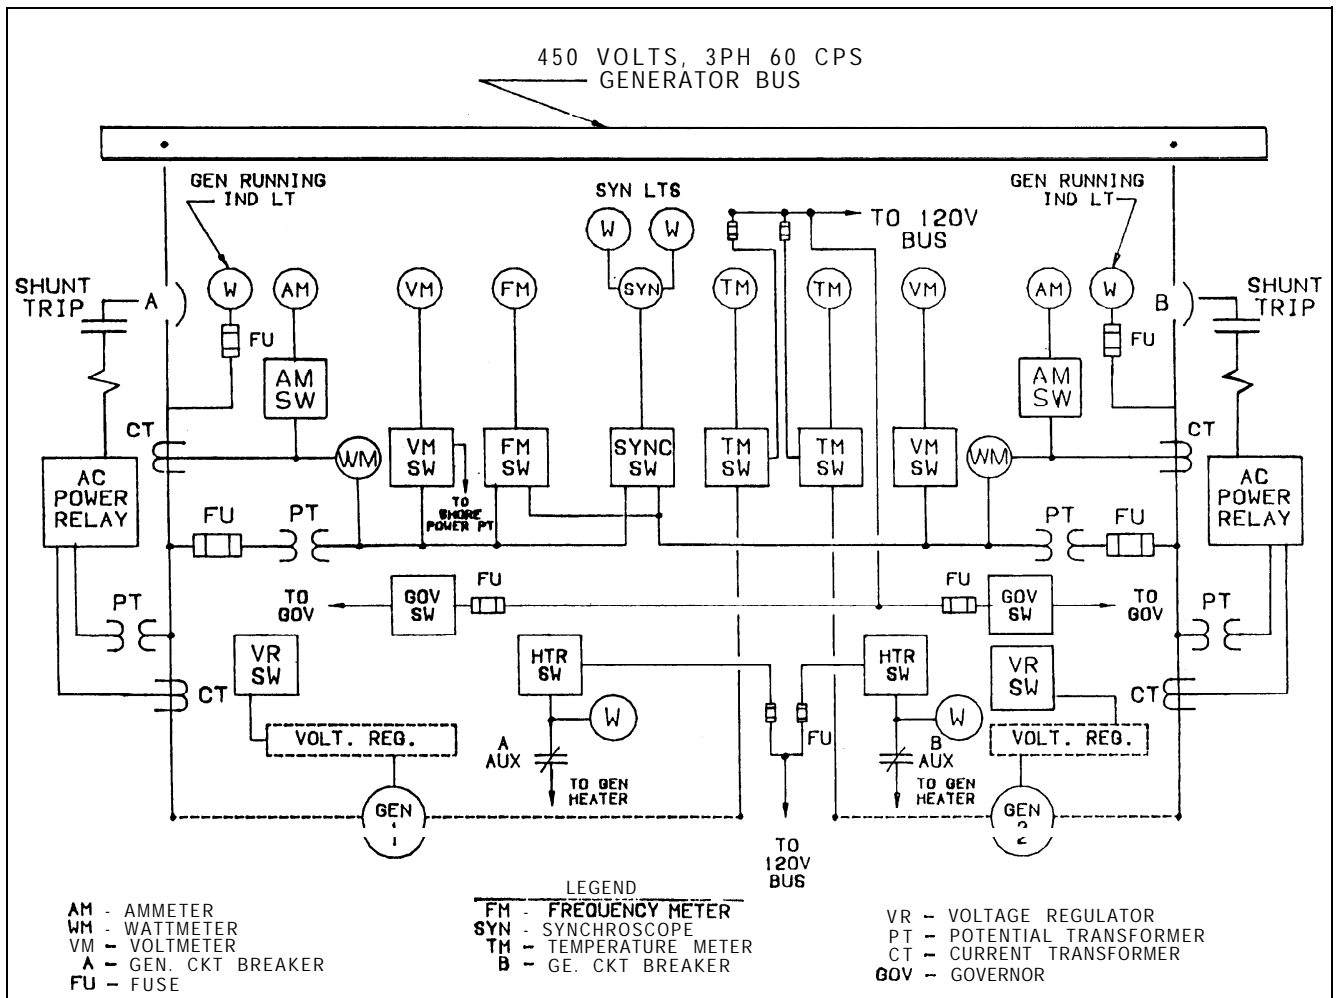 450 VOLTS, 3PH 60 CPS
GENERATOR BUS
GEN RUNNING
IND LT
SYN LTS
GEN RUNNING
IND LT
W
W
TO 120V
BUS
SHUNT
TRIP
A
W
AM
VM
FM
SYN
TM
TM
VM
AM
W
B
SHUNT
TRIP
FU
FU
AM
SW
AM
SW
CT
WM
VM
SW
FM
SW
SYNC
SW
TM
SW
TM
SW
VM
SW
WM
CT
AC
POWER
RELAY
TO
SHORE
POWER PT
AC
POWER
RELAY
FU
PT
PT
FU
TO
GOV
GOV
SW
FU
FU
GOV
SW
TO
GOV
PT
PT
VR
SW
HTR
SW
HTR
SW
VR
SW
CT
CT
W
W
VOLT. REG.
A
AUX
FU
B
AUX
VOLT. REG.
TO GEN
HEATER
TO GEN
HEATER
GEN
1
GEN
2
TO
120V
BUS
LEGEND
AM - AMMETER
WM - WATTMETER
VM - VOLTMETER
A - GEN. CKT BREAKER
FU - FUSE
FM - FREQUENCY METER
SYN - SYNCHROSCOPE
TM - TEMPERATURE METER
B - GE. CKT BREAKER
VR - VOLTAGE REGULATOR
PT - POTENTIAL TRANSFORMER
CT - CURRENT TRANSFORMER
GOV - GOVERNOR